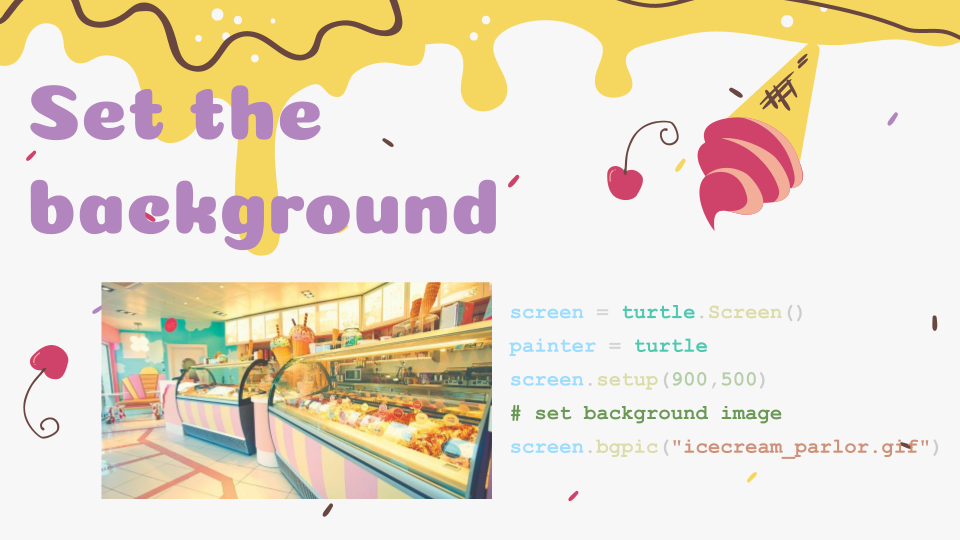 Set the
background
screen = turtle.Screen()
painter = turtle
screen.setup(900,500)
# set background image
screen.bgpic("icecream_parlor.gif")